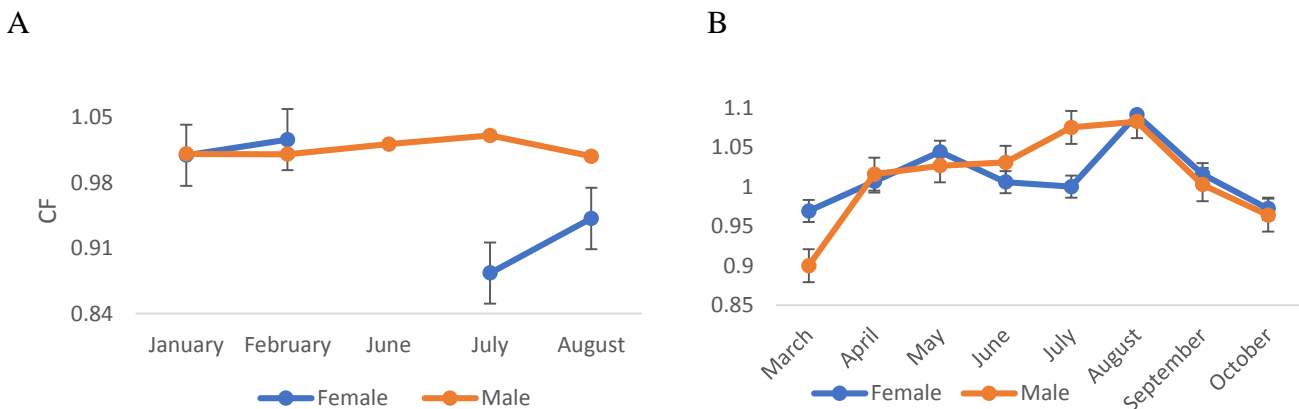 A
CF
1.05
0.98
0.91
0.84
January February June July August
Female Male
B
1.1
1.05
1
0.95
0.9
0.85
March April May June July August September October
Female Male